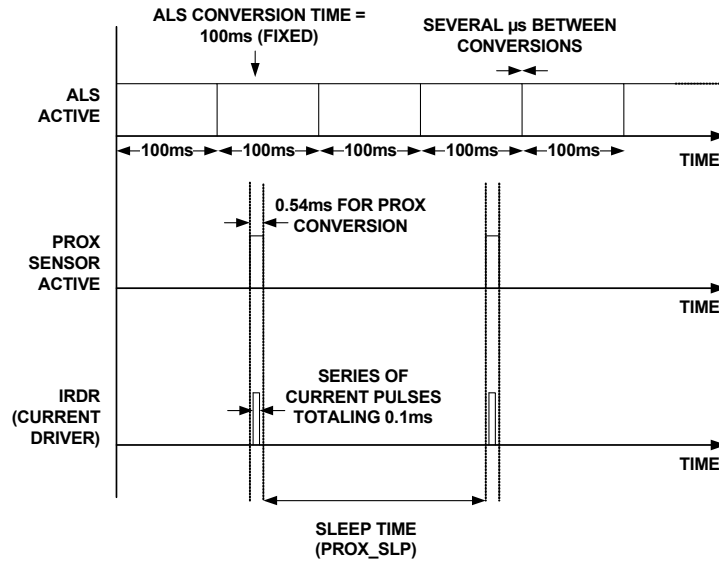 ALS CONVERSION TIME =
100ms (FIXED)
SEVERAL µs BETWEEN
CONVERSIONS
ALS
ACTIVE
100ms
100ms
100ms
100ms
100ms
TIME
0.54ms FOR PROX
CONVERSION
PROX
SENSOR
ACTIVE
TIME
SERIES OF
CURRENT PULSES
TOTALING 0.1ms
IRDR
(CURRENT
DRIVER)
TIME
SLEEP TIME
(PROX_SLP)